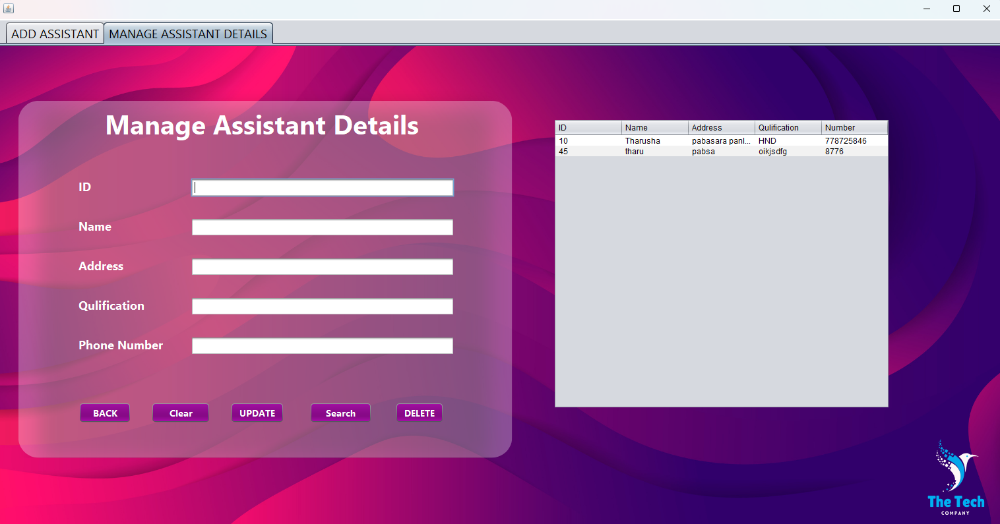 ADD ASSISTANT MANAGE ASSISTANT DETAILS
Manage Assistant Details
ID
Name
Address
Qulification
Phone Number
BACK Clear UPDATE Search DELETE
ID Name Address Qulification Number
10 Tharusha pabasara panl... HND 778725846
45 tharu pabsa oikjsdfg 8776
The Tech
COMPANY